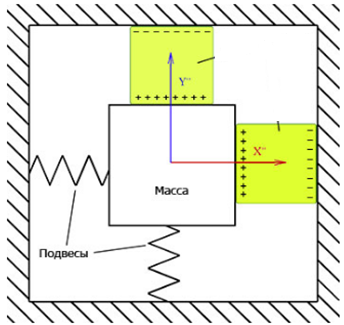 - - - - - - - - -
Y''
+ + + + + + + +
X''
Масса
Подвесы